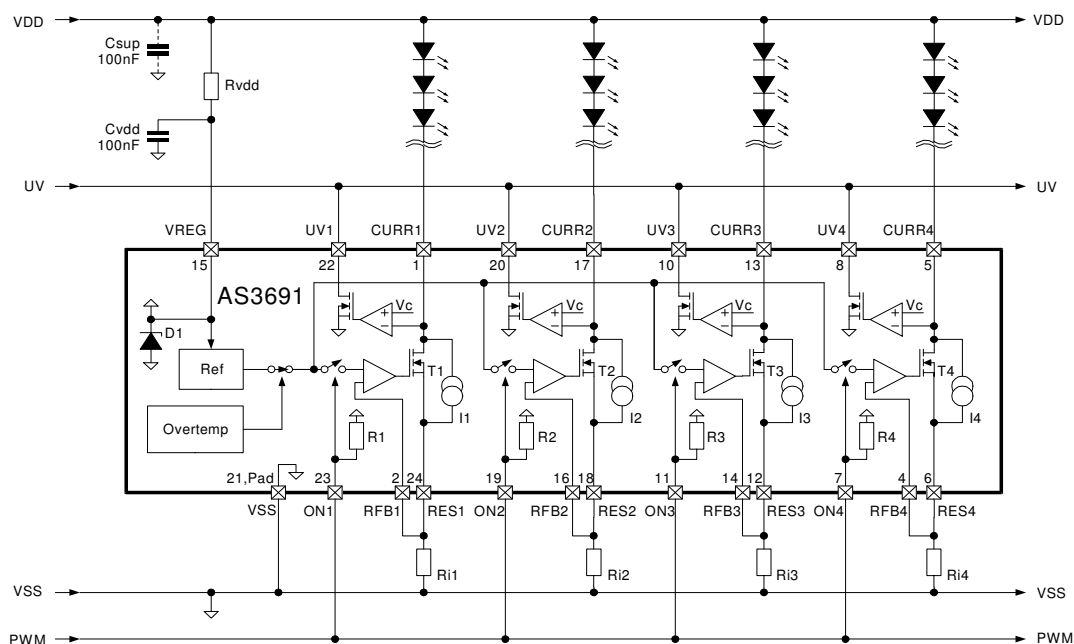 VDD VDD
Csup
100nF
Rvdd
Cvdd
100nF
UV UV
VREG UV1 CURR1 UV2 CURR2 UV3 CURR3 UV4 CURR4
15 22 1 20 17 10 13 8 5
AS3691
Vc Vc Vc Vc
D1
Ref
T1 T2 T3 T4
I1 I2 I3 I4
Overtemp
R1 R2 R3 R4
21,Pad 23 2 24 19 16 18 11 14 12 7 4 6
VSS ON1 RFB1 RES1 ON2 RFB2 RES2 ON3 RFB3 RES3 ON4 RFB4 RES4
Ri1 Ri2 Ri3 Ri4
VSS VSS
PWM PWM